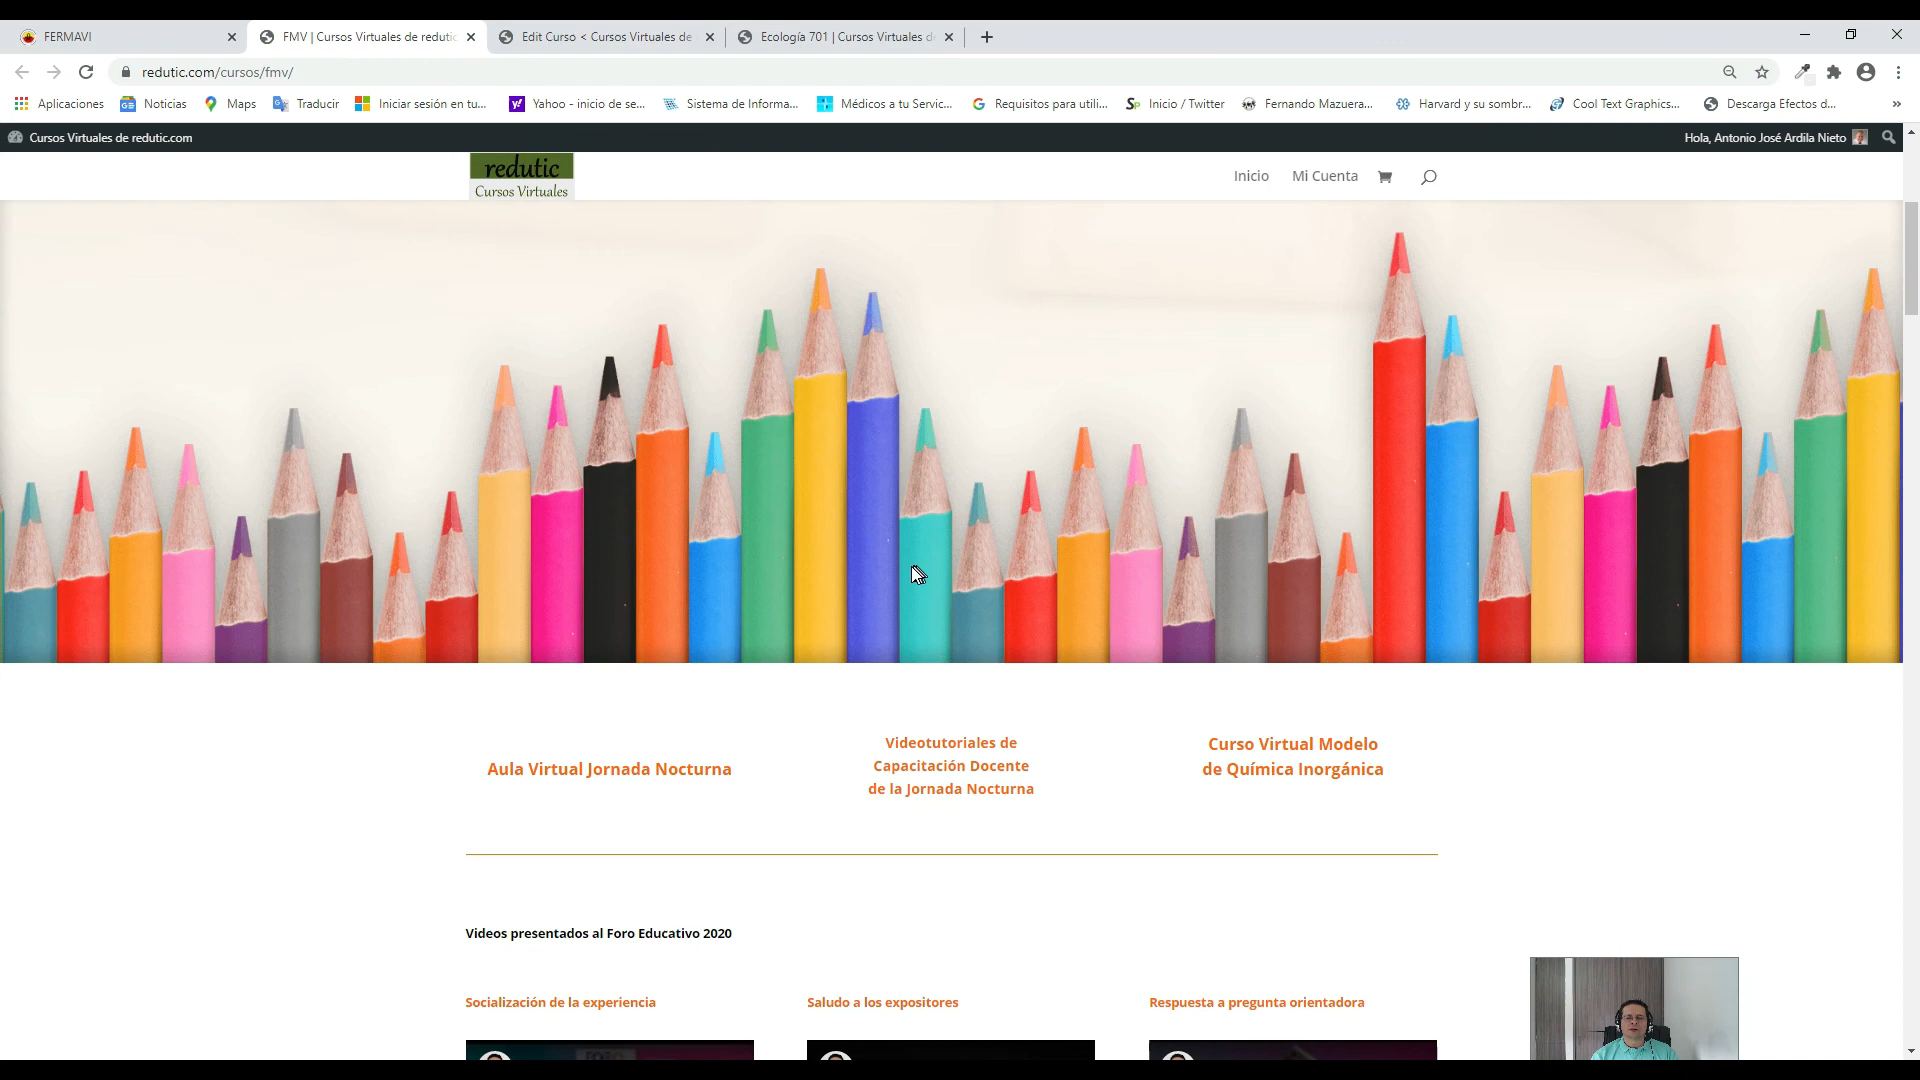 FERMAVI
FMV | Cursos Virtuales de redutic
Edit Curso < Cursos Virtuales de
Ecología 701 | Cursos Virtuales d
redutic.com/cursos/fmv/
Aplicaciones
Noticias
Maps
Traducir
Iniciar sesión en tu...
Yahoo - inicio de se...
Sistema de Informa...
Médicos a tu Servic...
Requisitos para utili...
Inicio / Twitter
Fernando Mazuera...
Harvard y su sombr...
Cool Text Graphics...
Descarga Efectos d...
»
Cursos Virtuales de redutic.com
Hola, Antonio José Ardila Nieto
redutic
Cursos Virtuales
Inicio
Mi Cuenta
Aula Virtual Jornada Nocturna
Videotutoriales de
Capacitación Docente
de la Jornada Nocturna
Curso Virtual Modelo
de Química Inorgánica
Videos presentados al Foro Educativo 2020
Socialización de la experiencia
Saludo a los expositores
Respuesta a pregunta orientadora